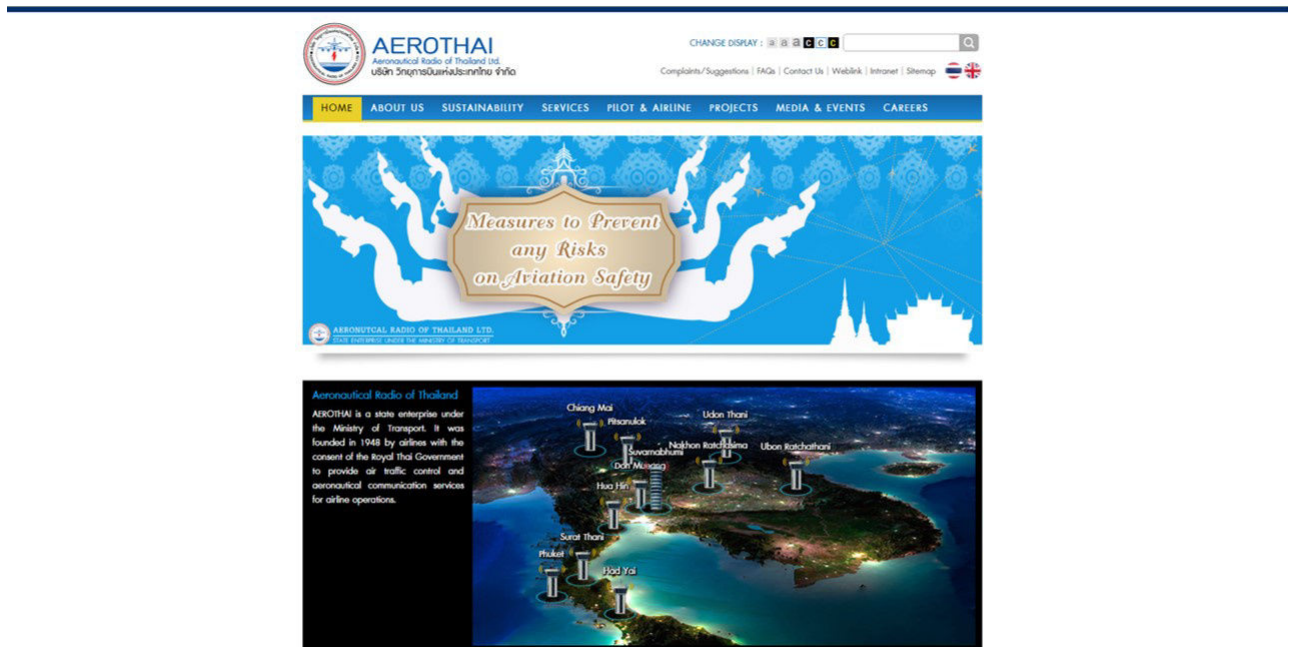 AEROTHAI
Aeronautical Radio of Thailand Ltd.
บริษัท วิทยุการบินแห่งประเทศไทย จำกัด
CHANGE DISPLAY : a a a C C C
Complaints/Suggestions | FAQs | Contact Us | Weblink | Intranet | Sitemap
HOME ABOUT US SUSTAINABILITY SERVICES PILOT & AIRLINE PROJECTS MEDIA & EVENTS CAREERS
Measures to Prevent
any Risks
on Aviation Safety
AERONUTCAL RADIO OF THAILAND LTD.
STATE ENTERPRISE UNDER THE MINISTRY OF TRANSPORT
Aeronautical Radio of Thailand
AEROTHAI is a state enterprise under
the Ministry of Transport. It was
founded in 1948 by airlines with the
consent of the Royal Thai Government
to provide air traffic control and
aeronautical communication services
for airline operations.
Chiang Mai
Pitsanulok
Udon Thani
Nakhon Ratchasima
Ubon Ratchathani
Suvarnabhumi
Don Mueang
Hua Hin
Surat Thani
Phuket
Had Yai